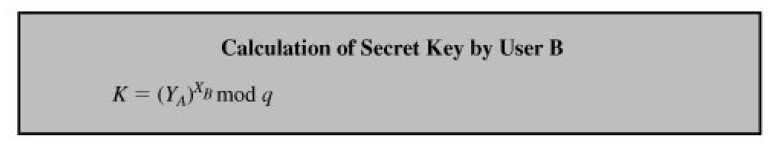 Calculation of Secret Key by User B
K = (Y_A)^{X_B} mod q